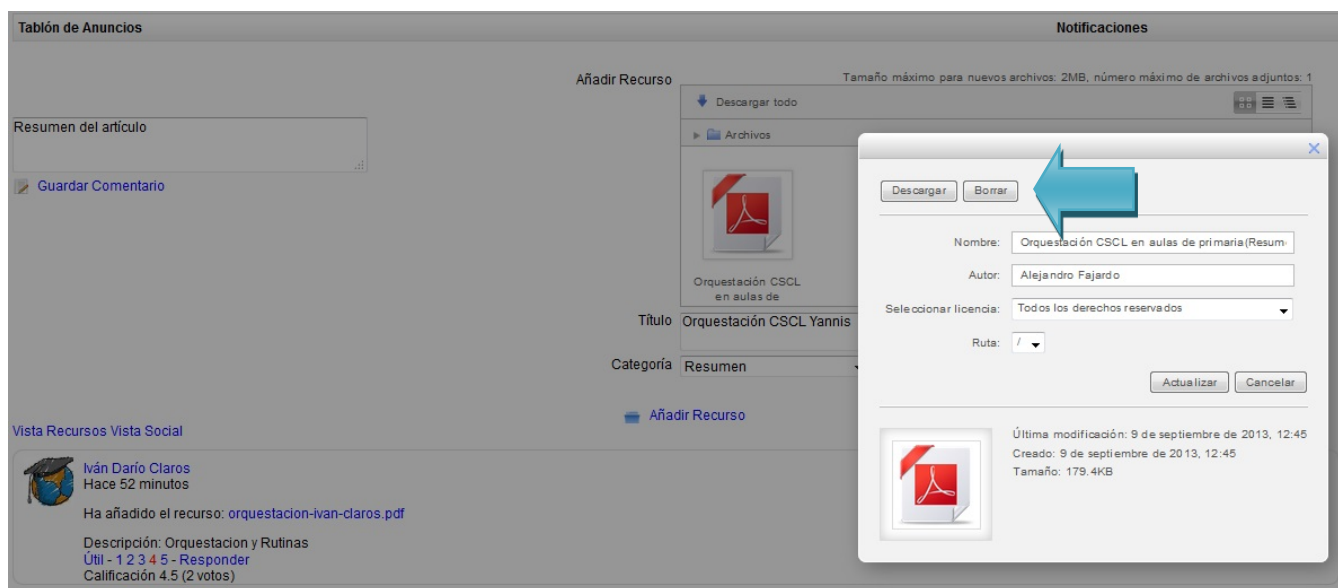 Tablón de Anuncios
Notificaciones
Añadir Recurso
Tamaño máximo para nuevos archivos: 2MB, número máximo de archivos adjuntos: 1
Descargar todo
Archivos
Resumen del artículo
Guardar Comentario
Orquestación CSCL
en aulas de
Título
Orquestación CSCL Yannis
Categoría
Resumen
Añadir Recurso
Descargar
Borrar
Nombre: Orquestación CSCL en aulas de primaria(Resum
Autor: Alejandro Fajardo
Seleccionar licencia: Todos los derechos reservados
Ruta: /
Actualizar
Cancelar
Última modificación: 9 de septiembre de 2013, 12:45
Creado: 9 de septiembre de 2013, 12:45
Tamaño: 179.4KB
Vista Recursos Vista Social
Iván Darío Claros
Hace 52 minutos
Ha añadido el recurso: orquestacion-ivan-claros.pdf
Descripción: Orquestacion y Rutinas
Útil - 1 2 3 4 5 - Responder
Calificación 4.5 (2 votos)